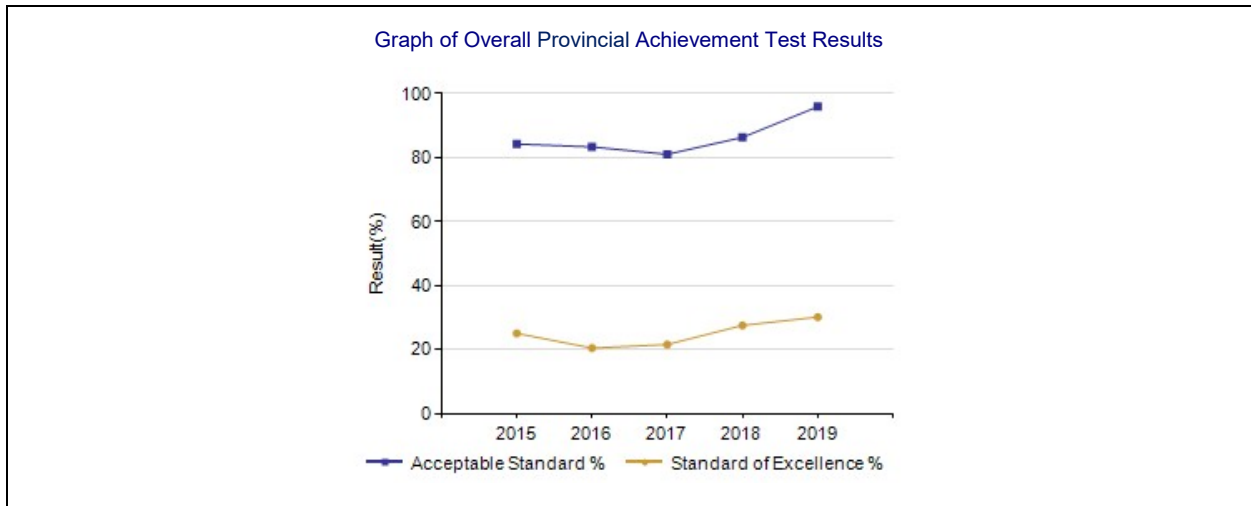 Graph of Overall Provincial Achievement Test Results
100
80
60
40
20
0
Result(%)
2015 2016 2017 2018 2019
Acceptable Standard % Standard of Excellence %